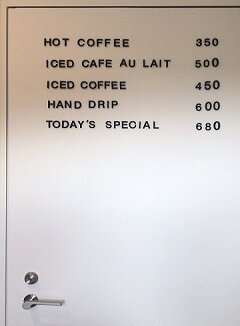 HOT COFFEE 350
ICED CAFE AU LAIT 500
ICED COFFEE 450
HAND DRIP 600
TODAY'S SPECIAL 680